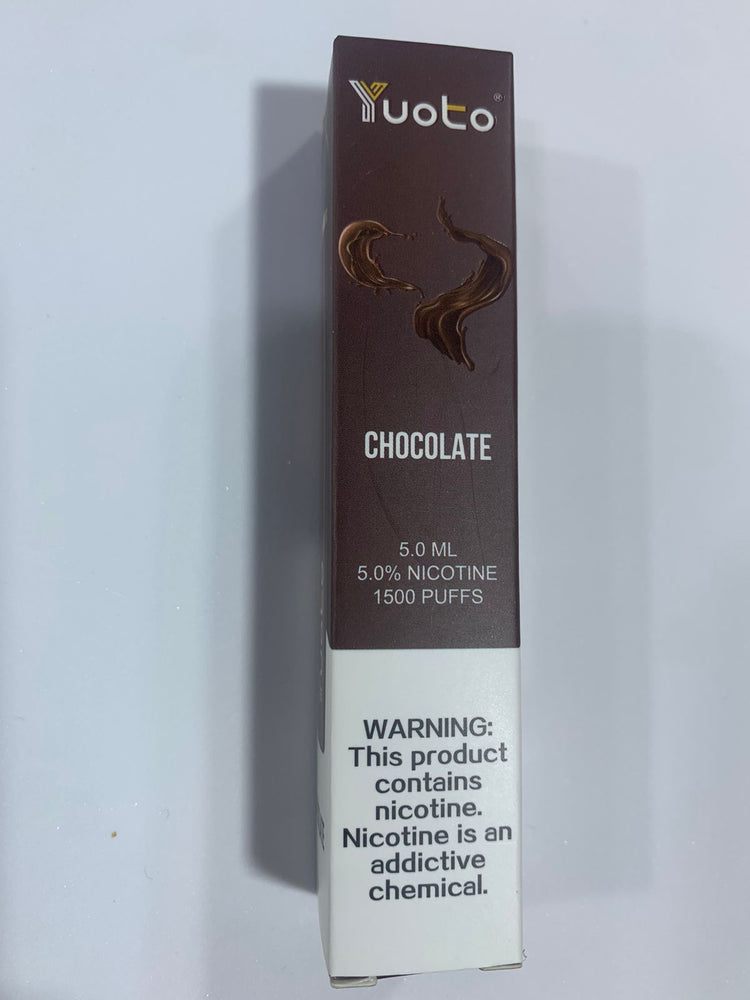 Yuoto®
CHOCOLATE
5.0 ML
5.0% NICOTINE
1500 PUFFS
WARNING:
This product
contains
nicotine.
Nicotine is an
addictive
chemical.